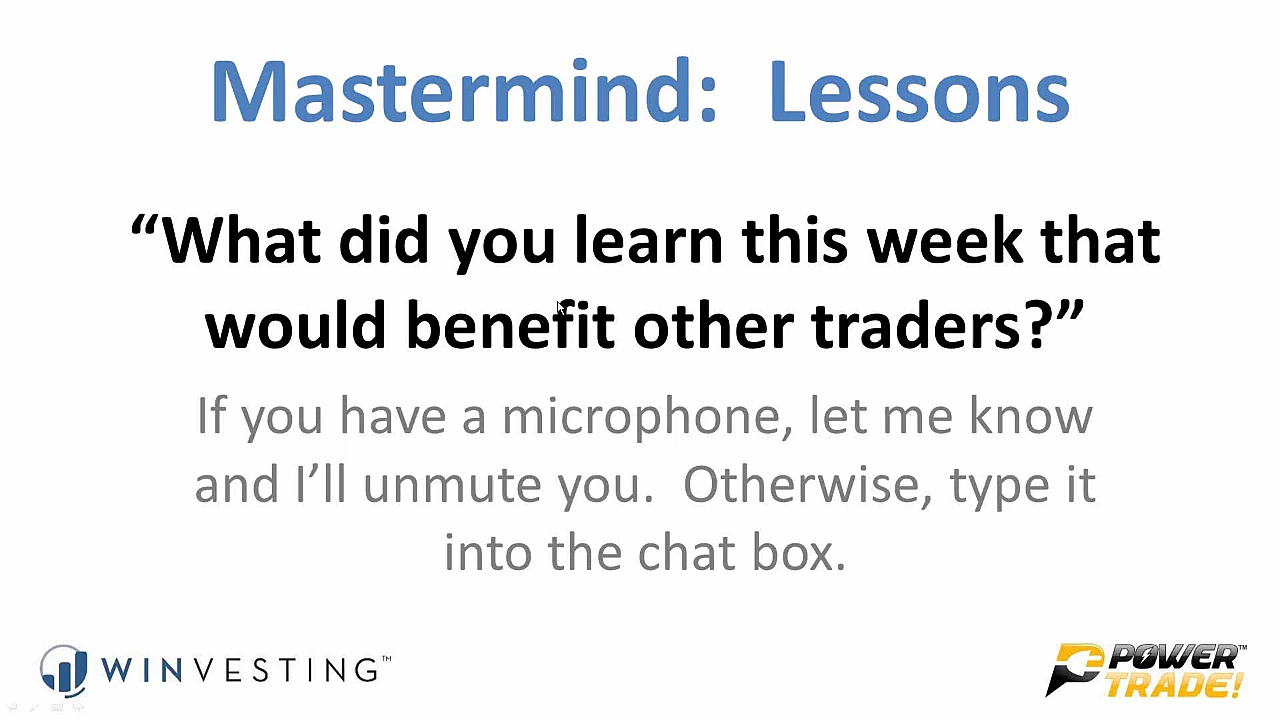 Mastermind:  Lessons
“What did you learn this week that
would benefit other traders?”
If you have a microphone, let me know
and I’ll unmute you.  Otherwise, type it
into the chat box.
WINVESTING™
POWER™
TRADE!